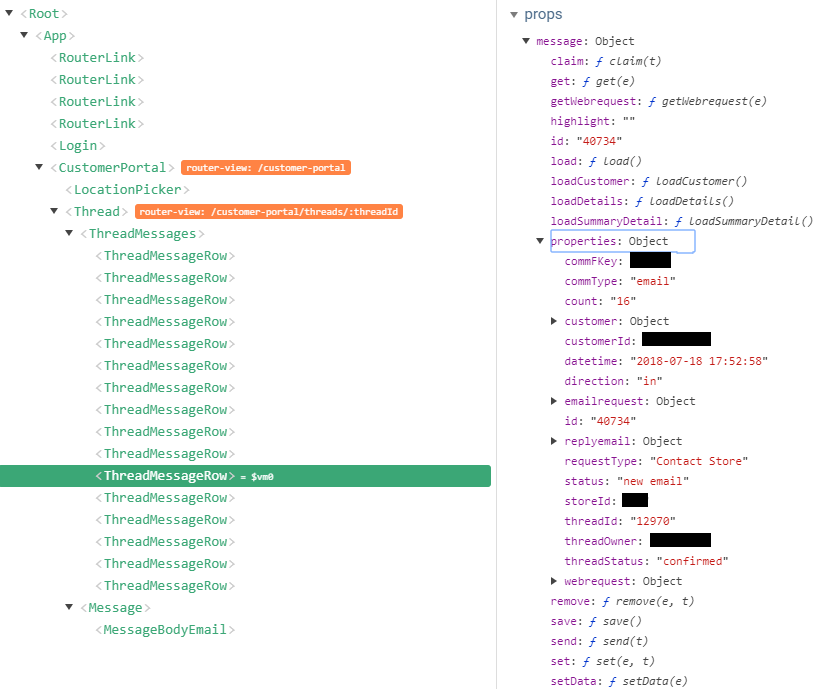 <Root>
<App>
<RouterLink>
<RouterLink>
<RouterLink>
<RouterLink>
<Login>
<CustomerPortal> router-view: /customer-portal
<LocationPicker>
<Thread> router-view: /customer-portal/threads/:threadId
<ThreadMessages>
<ThreadMessageRow>
<ThreadMessageRow>
<ThreadMessageRow>
<ThreadMessageRow>
<ThreadMessageRow>
<ThreadMessageRow>
<ThreadMessageRow>
<ThreadMessageRow>
<ThreadMessageRow>
<ThreadMessageRow>
<ThreadMessageRow> = $vm0
<ThreadMessageRow>
<ThreadMessageRow>
<ThreadMessageRow>
<ThreadMessageRow>
<ThreadMessageRow>
<Message>
<MessageBodyEmail>
props
message: Object
claim: ƒ claim(t)
get: ƒ get(e)
getWebrequest: ƒ getWebrequest(e)
highlight: ""
id: "40734"
load: ƒ load()
loadCustomer: ƒ loadCustomer()
loadDetails: ƒ loadDetails()
loadSummaryDetail: ƒ loadSummaryDetail()
properties: Object
commFKey:
commType: "email"
count: "16"
customer: Object
customerId:
datetime: "2018-07-18 17:52:58"
direction: "in"
emailrequest: Object
id: "40734"
replyemail: Object
requestType: "Contact Store"
status: "new email"
storeId:
threadId: "12970"
threadOwner:
threadStatus: "confirmed"
webrequest: Object
remove: ƒ remove(e, t)
save: ƒ save()
send: ƒ send(t)
set: ƒ set(e, t)
setData: ƒ setData(e)